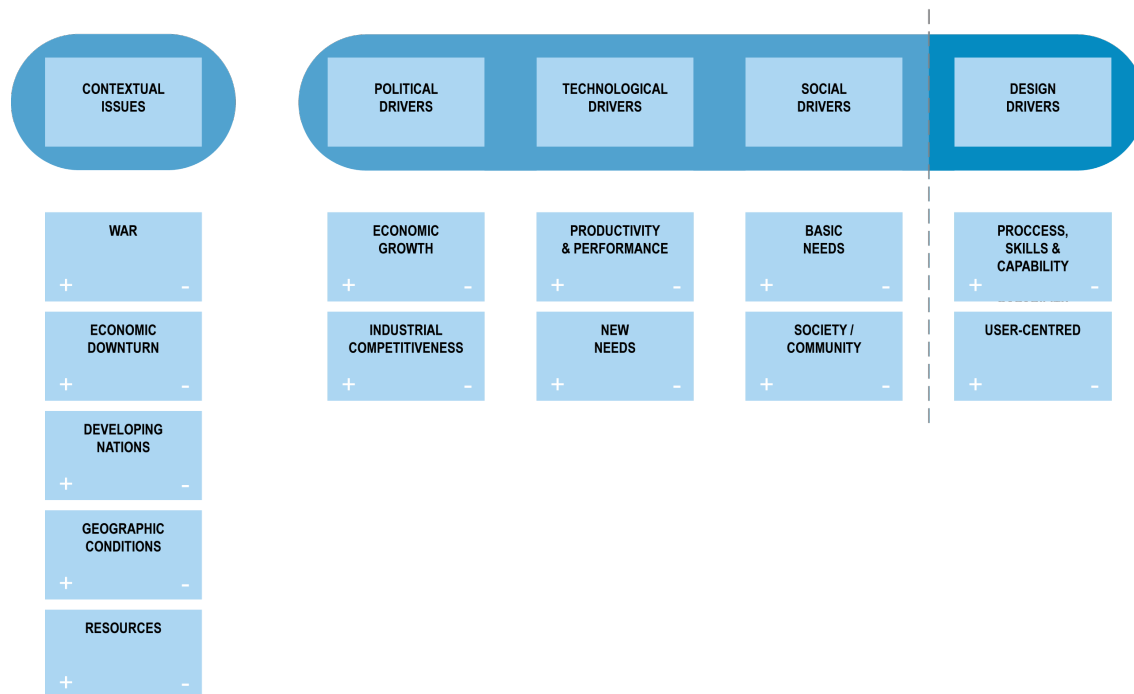 CONTEXTUAL
ISSUES
POLITICAL
DRIVERS
TECHNOLOGICAL
DRIVERS
SOCIAL
DRIVERS
DESIGN
DRIVERS
WAR
+ -
ECONOMIC
GROWTH
+ -
PRODUCTIVITY
& PERFORMANCE
+ -
BASIC
NEEDS
+ -
PROCCESS,
SKILLS &
CAPABILITY
+ -
ECONOMIC
DOWNTURN
+ -
INDUSTRIAL
COMPETITIVENESS
+ -
NEW
NEEDS
+ -
SOCIETY /
COMMUNITY
+ -
USER-CENTRED
+ -
DEVELOPING
NATIONS
+ -
GEOGRAPHIC
CONDITIONS
+ -
RESOURCES
+ -